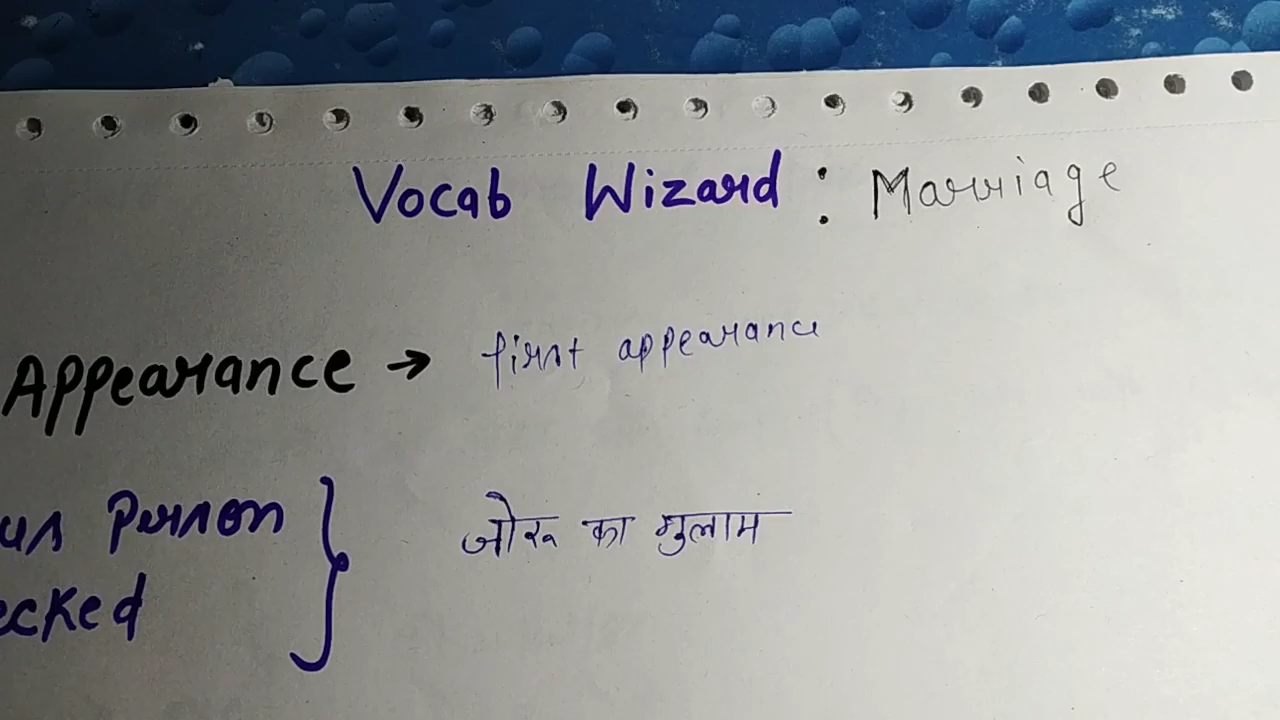 Vocab Wizard : Marriage
Appearance → first appearance
Person
जोरू का गुलाम